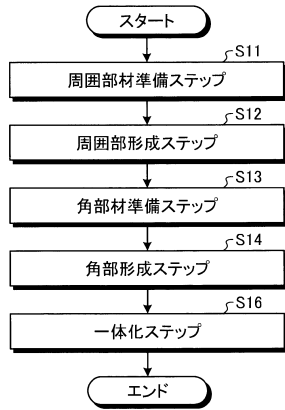 スタート
S11
周囲部材準備ステップ
S12
周囲部形成ステップ
S13
角部材準備ステップ
S14
角部形成ステップ
S16
一体化ステップ
エンド